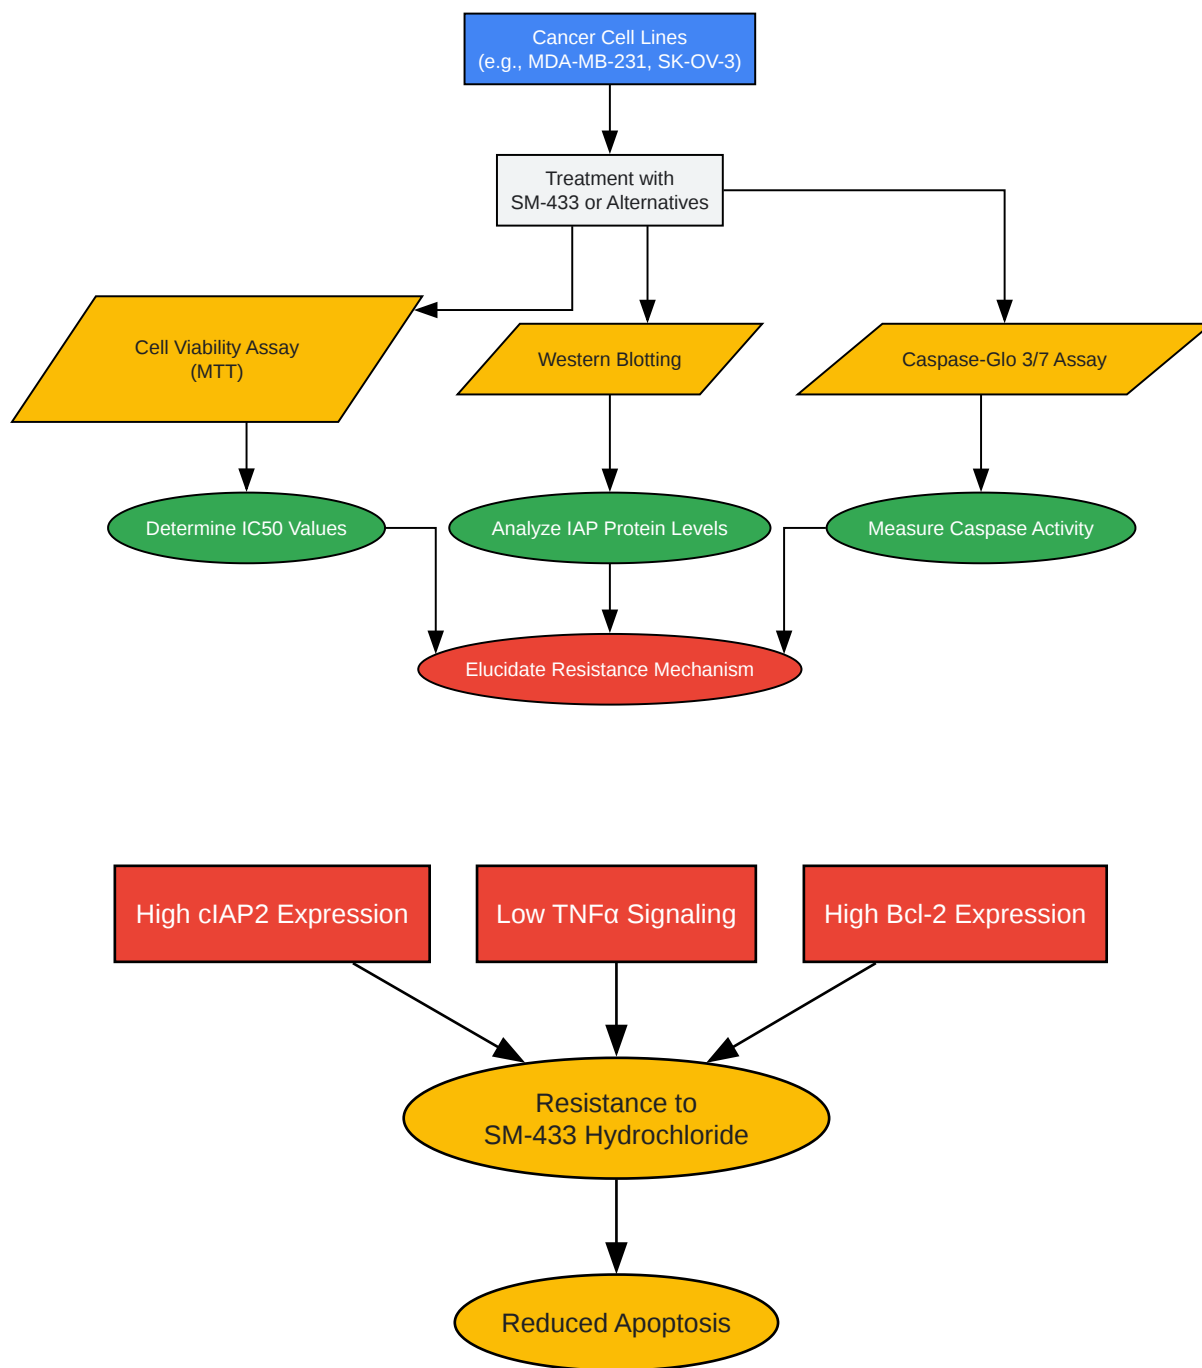 Cancer Cell Lines
(e.g., MDA-MB-231, SK-OV-3)
Treatment with
SM-433 or Alternatives
Cell Viability Assay
(MTT)
Western Blotting
Caspase-Glo 3/7 Assay
Determine IC50 Values
Analyze IAP Protein Levels
Measure Caspase Activity
Elucidate Resistance Mechanism
High cIAP2 Expression
Low TNFα Signaling
High Bcl-2 Expression
Resistance to
SM-433 Hydrochloride
Reduced Apoptosis